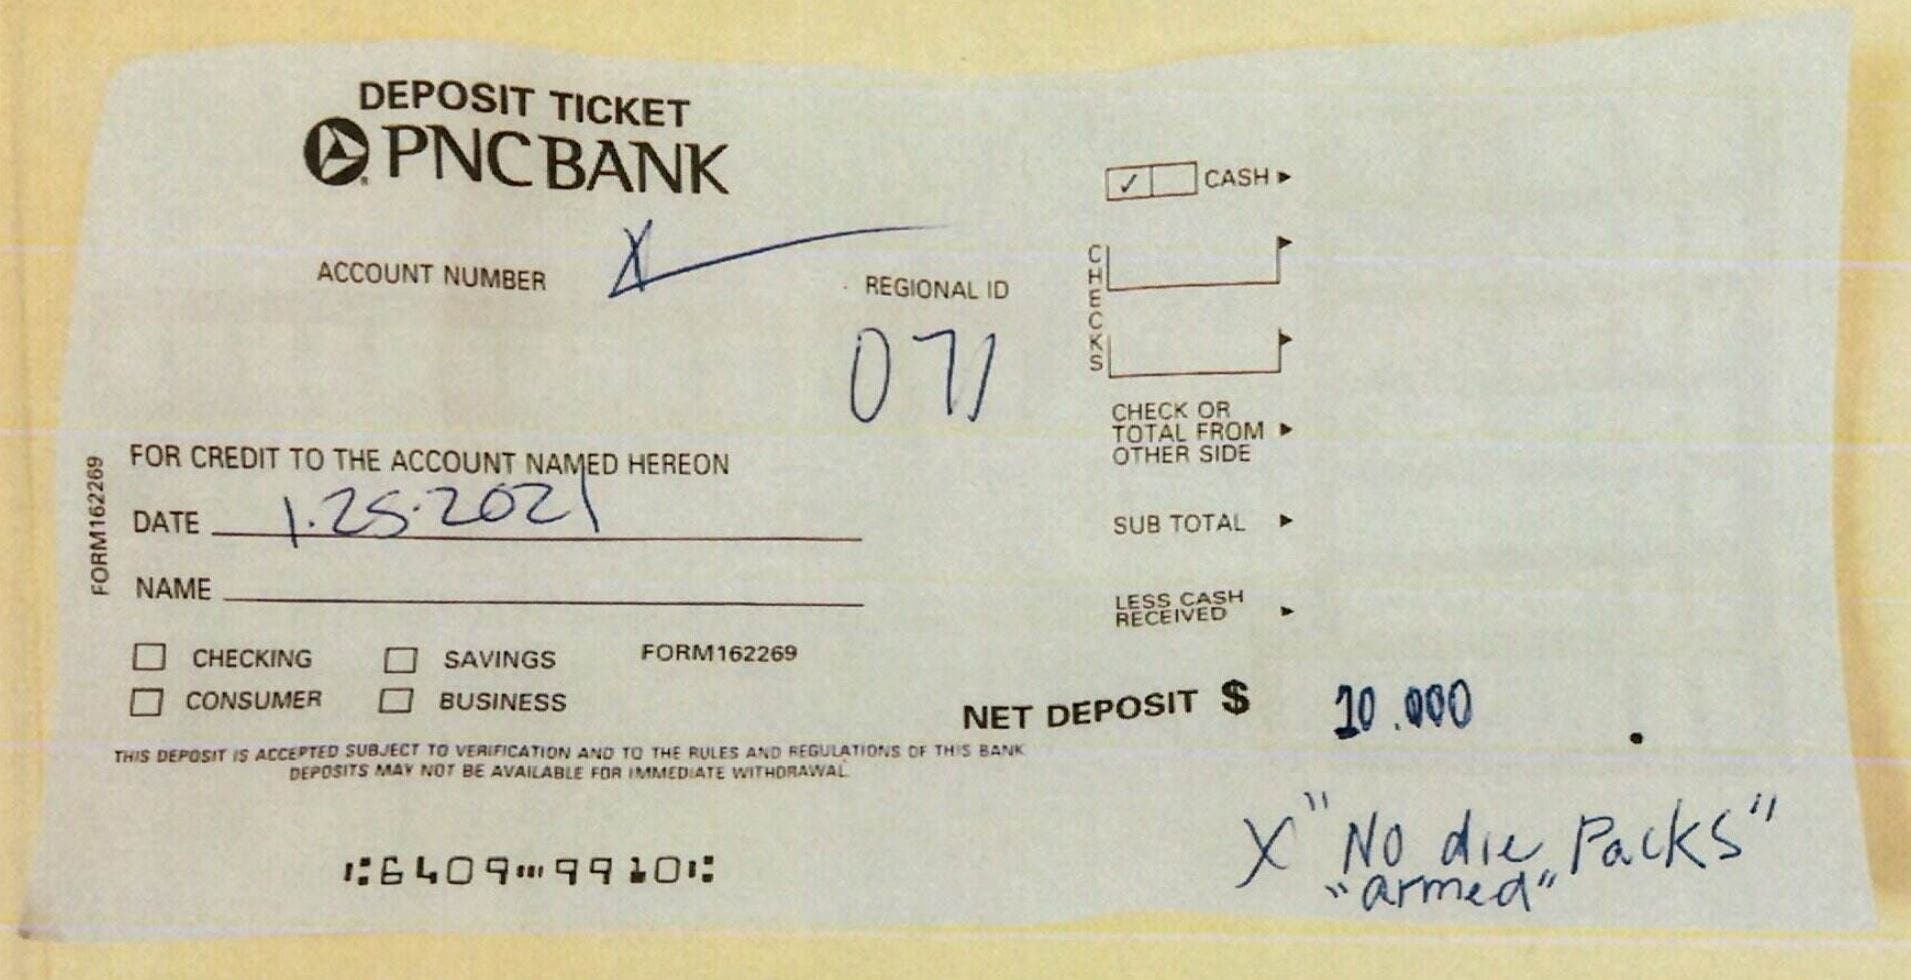 DEPOSIT TICKET
PNCBANK
✓ CASH ▶
ACCOUNT NUMBER X
REGIONAL ID
071
CHECKS
CHECK OR
TOTAL FROM
OTHER SIDE ▶
FOR CREDIT TO THE ACCOUNT NAMED HEREON
DATE 1.25.2021
SUB TOTAL ▶
NAME
LESS CASH
RECEIVED ▶
FORM162269
CHECKING SAVINGS FORM162269
CONSUMER BUSINESS
NET DEPOSIT $ 10.000 .
THIS DEPOSIT IS ACCEPTED SUBJECT TO VERIFICATION AND TO THE RULES AND REGULATIONS OF THIS BANK
DEPOSITS MAY NOT BE AVAILABLE FOR IMMEDIATE WITHDRAWAL
X "No die Packs"
"armed"
⑆6409⑉9910⑆